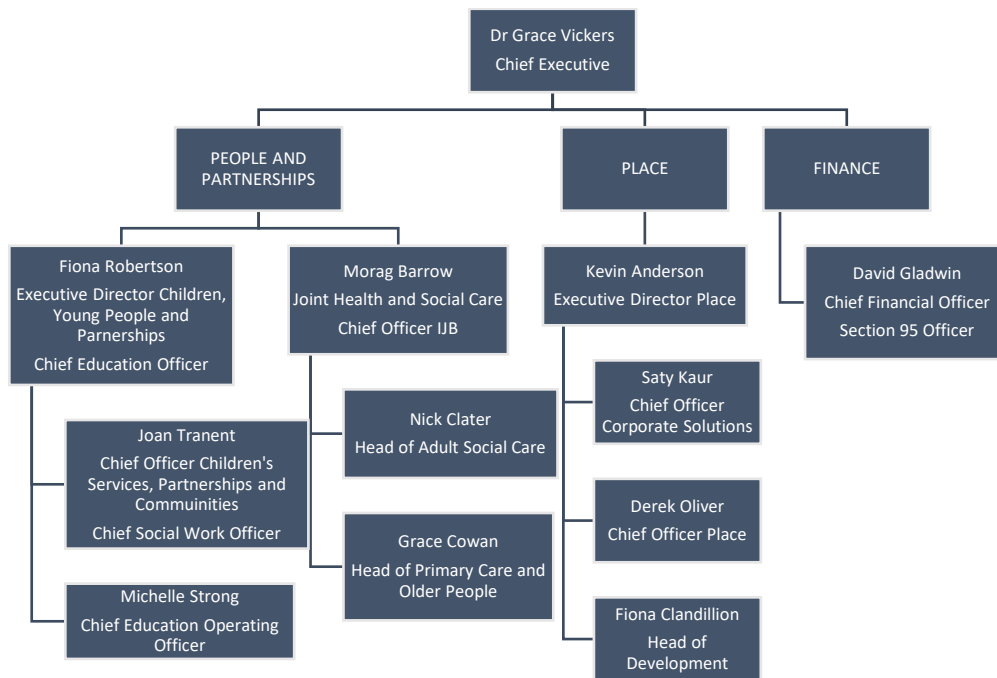 Dr Grace Vickers
Chief Executive
PEOPLE AND
PARTNERSHIPS
PLACE
FINANCE
Fiona Robertson
Executive Director Children,
Young People and
Parnerships
Chief Education Officer
Morag Barrow
Joint Health and Social Care
Chief Officer IJB
Kevin Anderson
Executive Director Place
David Gladwin
Chief Financial Officer
Section 95 Officer
Joan Tranent
Chief Officer Children's
Services, Partnerships and
Commuinities
Chief Social Work Officer
Michelle Strong
Chief Education Operating
Officer
Nick Clater
Head of Adult Social Care
Grace Cowan
Head of Primary Care and
Older People
Saty Kaur
Chief Officer
Corporate Solutions
Derek Oliver
Chief Officer Place
Fiona Clandillion
Head of
Development